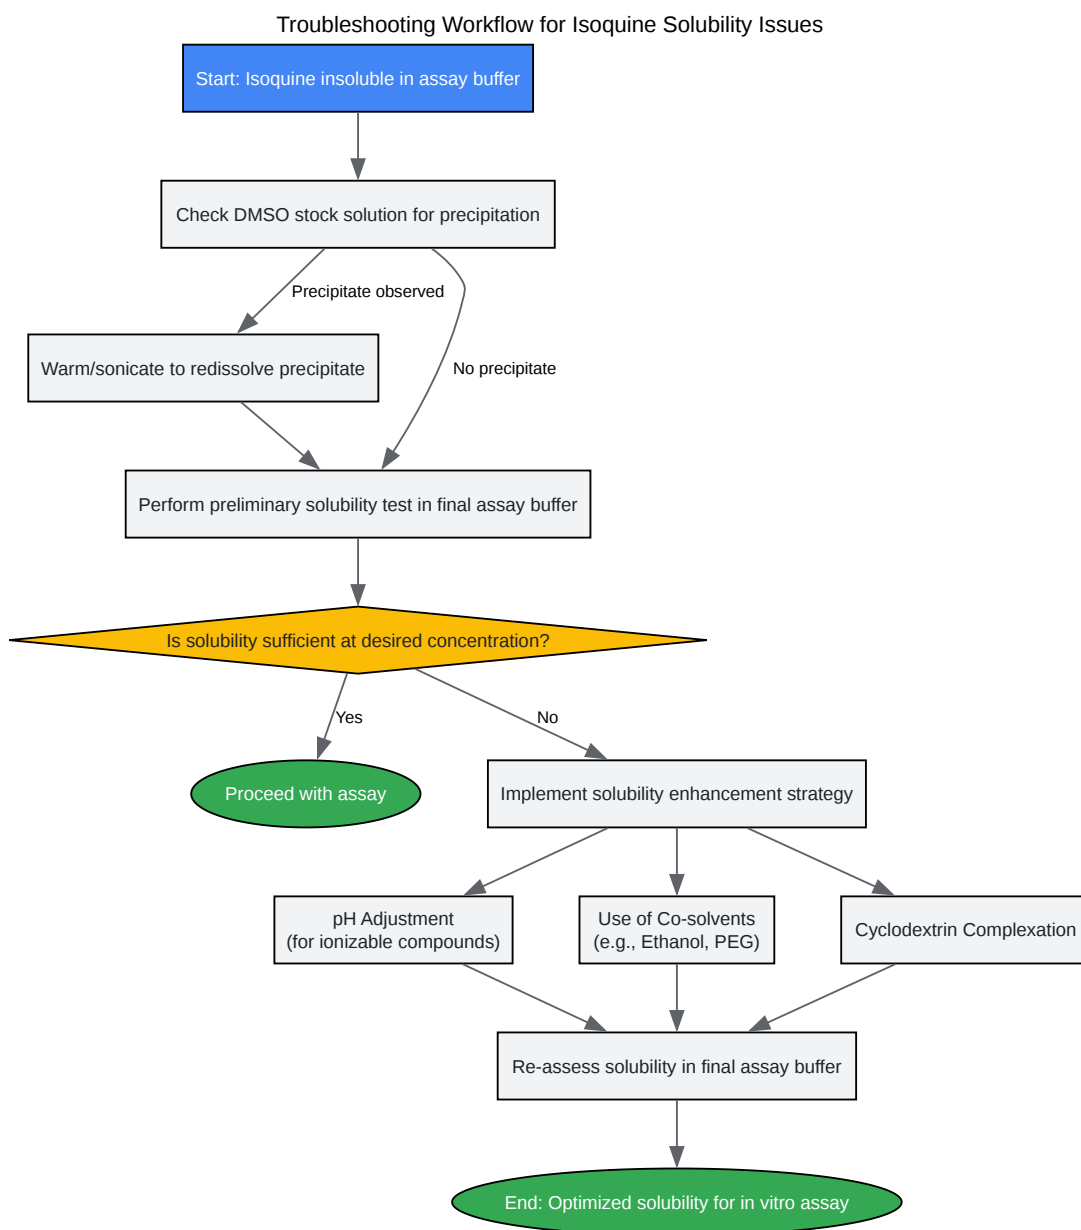 Troubleshooting Workflow for Isoquine Solubility Issues
Start: Isoquine insoluble in assay buffer
Check DMSO stock solution for precipitation
Precipitate observed
Warm/sonicate to redissolve precipitate
No precipitate
Perform preliminary solubility test in final assay buffer
Is solubility sufficient at desired concentration?
Yes
No
Proceed with assay
Implement solubility enhancement strategy
pH Adjustment
(for ionizable compounds)
Use of Co-solvents
(e.g., Ethanol, PEG)
Cyclodextrin Complexation
Re-assess solubility in final assay buffer
End: Optimized solubility for in vitro assay